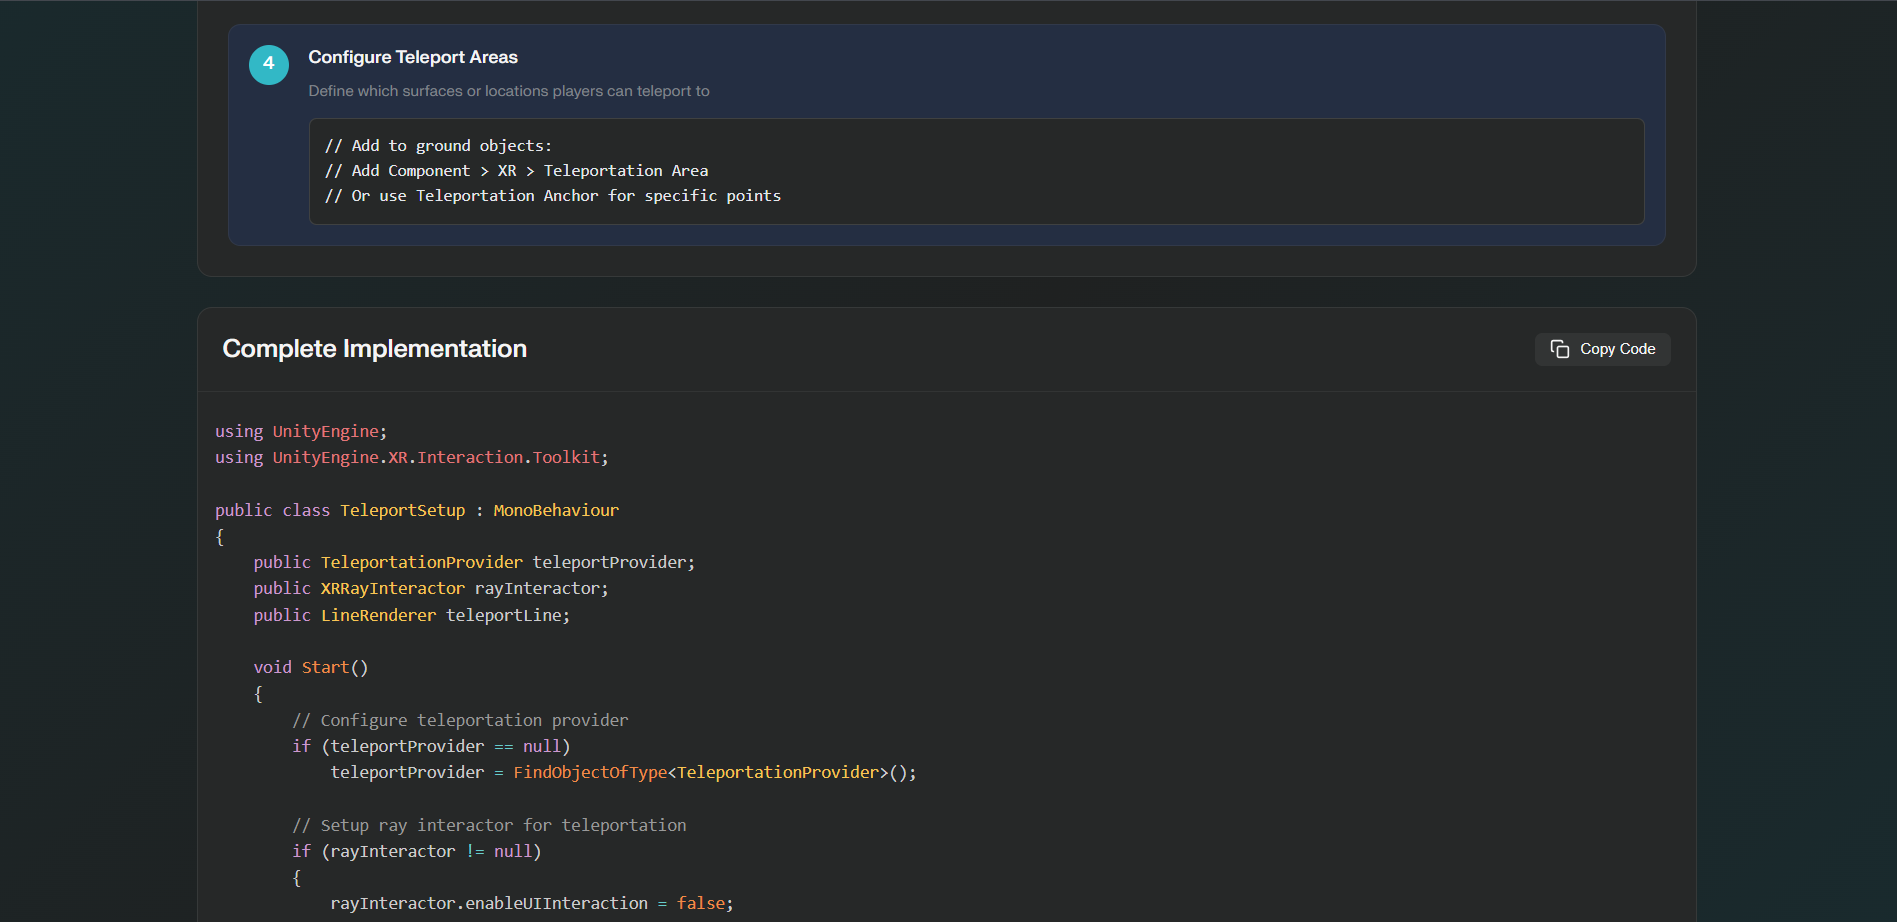 4
Configure Teleport Areas
Define which surfaces or locations players can teleport to
// Add to ground objects:
// Add Component > XR > Teleportation Area
// Or use Teleportation Anchor for specific points
Complete Implementation
Copy Code
using UnityEngine;
using UnityEngine.XR.Interaction.Toolkit;

public class TeleportSetup : MonoBehaviour
{
    public TeleportationProvider teleportProvider;
    public XRRayInteractor rayInteractor;
    public LineRenderer teleportLine;

    void Start()
    {
        // Configure teleportation provider
        if (teleportProvider == null)
            teleportProvider = FindObjectOfType<TeleportationProvider>();

        // Setup ray interactor for teleportation
        if (rayInteractor != null)
        {
            rayInteractor.enableUIInteraction = false;